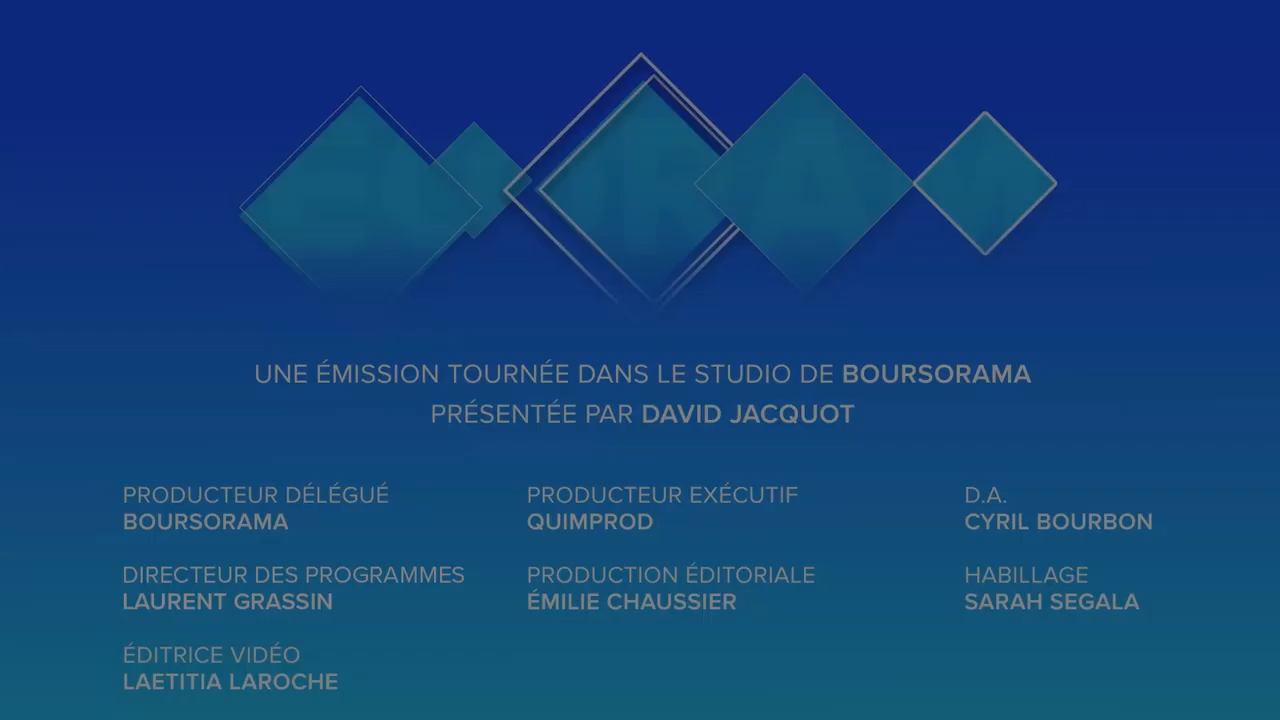 UNE ÉMISSION TOURNÉE DANS LE STUDIO DE BOURSORAMA
PRÉSENTÉE PAR DAVID JACQUOT
PRODUCTEUR DÉLÉGUÉ
BOURSORAMA
PRODUCTEUR EXÉCUTIF
QUIMPROD
D.A.
CYRIL BOURBON
DIRECTEUR DES PROGRAMMES
LAURENT GRASSIN
PRODUCTION ÉDITORIALE
ÉMILIE CHAUSSIER
HABILLAGE
SARAH SEGALA
ÉDITRICE VIDÉO
LAETITIA LAROCHE